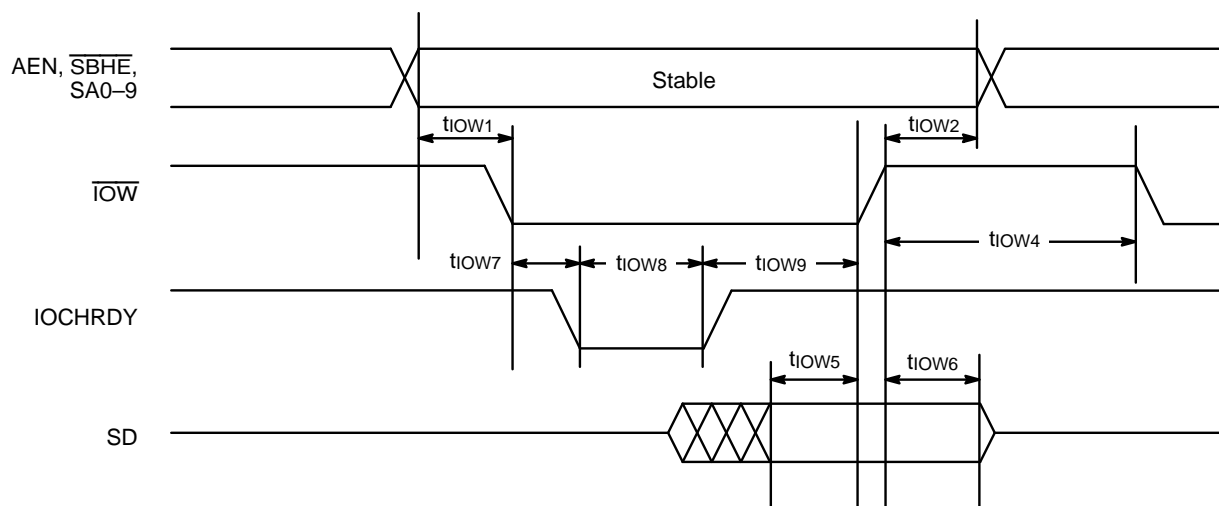 AEN, SBHE,
SA0–9
Stable
tIOW1
tIOW2
IOW
tIOW4
tIOW7
tIOW8
tIOW9
IOCHRDY
tIOW5
tIOW6
SD